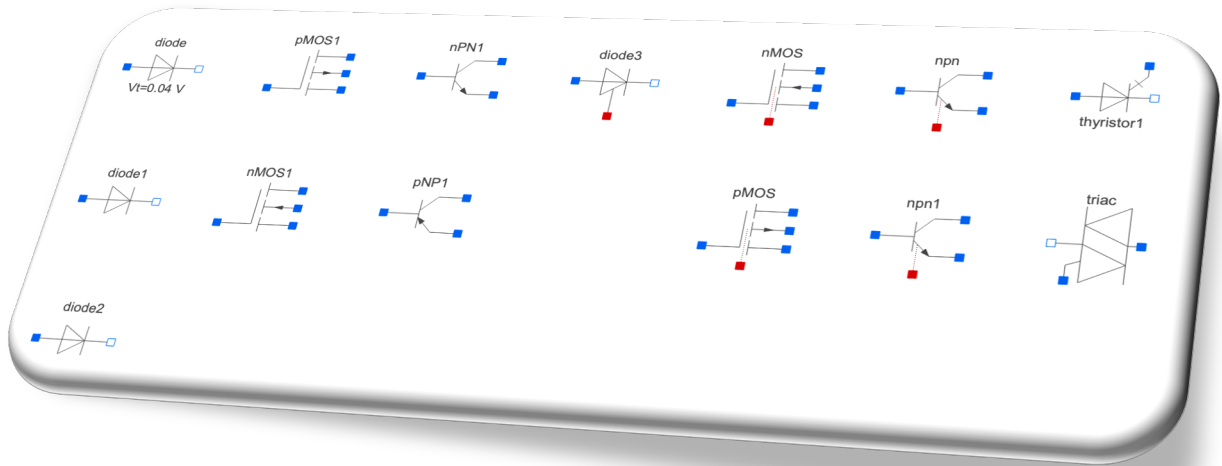 diode
pMOS1
nPN1
diode3
nMOS
npn
Vt=0.04 V
thyristor1
diode1
nMOS1
pNP1
pMOS
npn1
triac
diode2